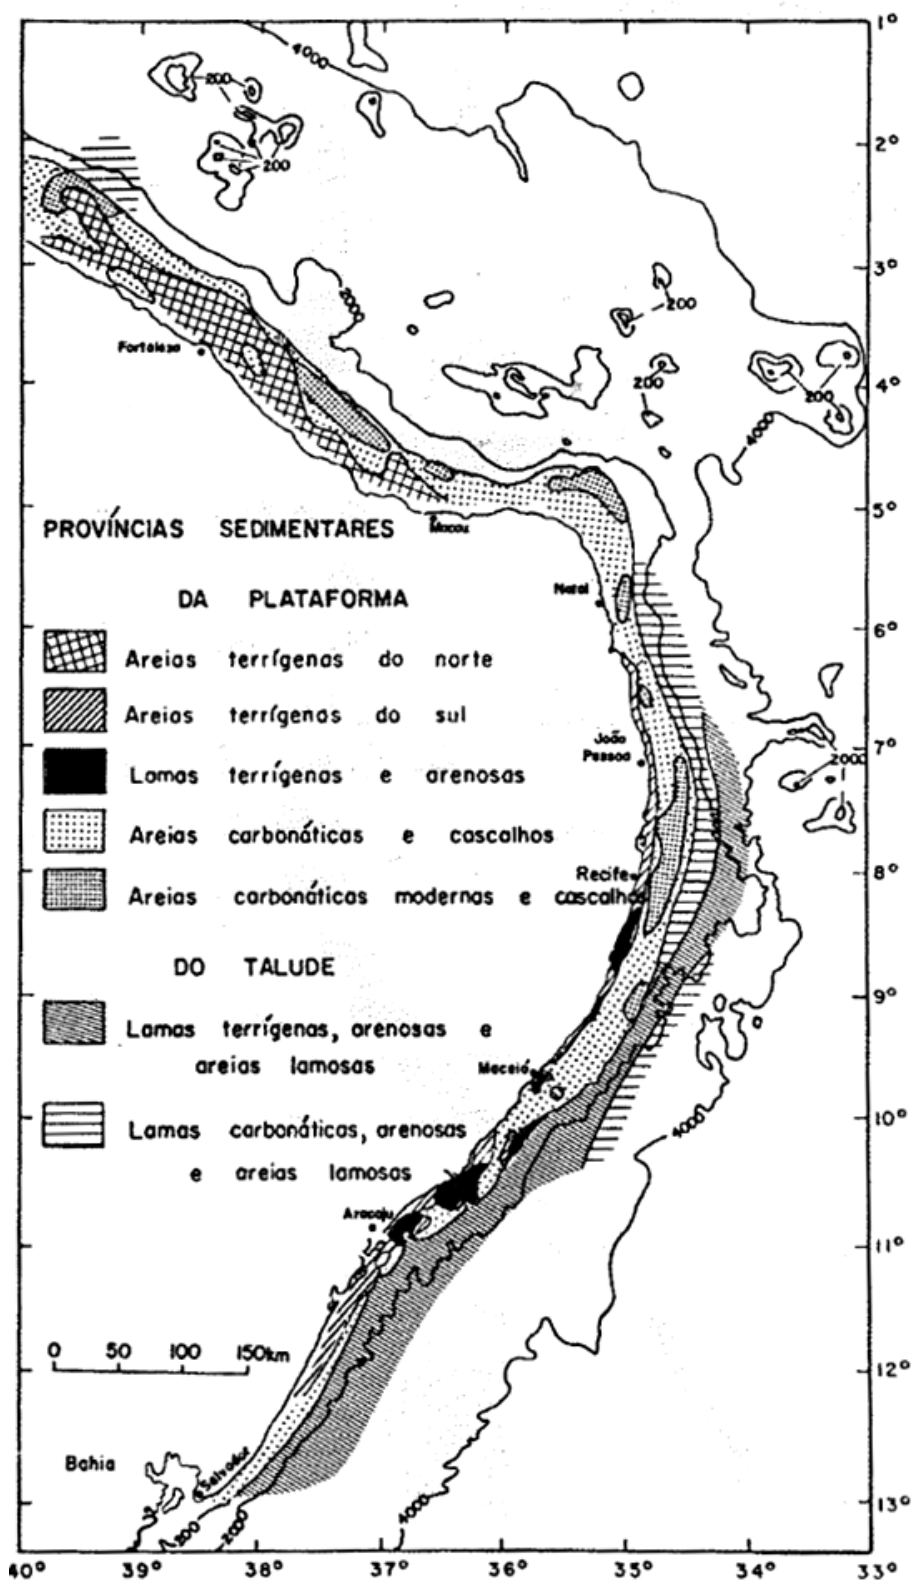 1°
4000
200
2°
200
3°
2000
200
Fortaleza
200
200
4°
4000
5°
PROVÍNCIAS SEDIMENTARES
Macau
DA PLATAFORMA
Natal
6°
Areias terrígenas do norte
Areias terrígenas do sul
João
Pessoa
7°
2000
Lamas terrígenas e arenosas
Areias carbonáticas e cascalhos
Recife
8°
Areias carbonáticas modernas e cascalhos
DO TALUDE
9°
Lamas terrígenas, arenosas e
areias lamosas
Maceió
10°
4000
Lamas carbonáticas, arenosas
e areias lamosas
Aracaju
11°
0 50 100 150km
12°
Bahia
Salvador
13°
200
2000
4000
40° 39° 38° 37° 36° 35° 34° 33°